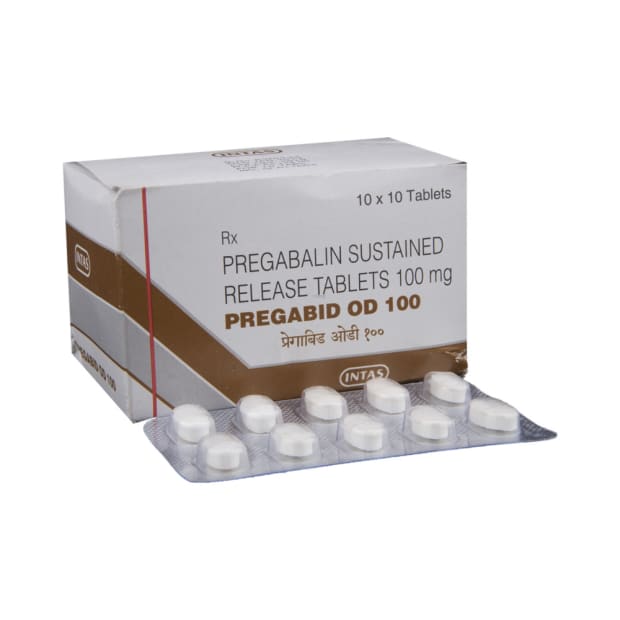 INTAS
10 x 10 Tablets
Rx
PREGABALIN SUSTAINED
RELEASE TABLETS 100 mg
PREGABID OD 100
प्रेगाबिड ओडी १००
INTAS
INTAS
PREGABID OD 100